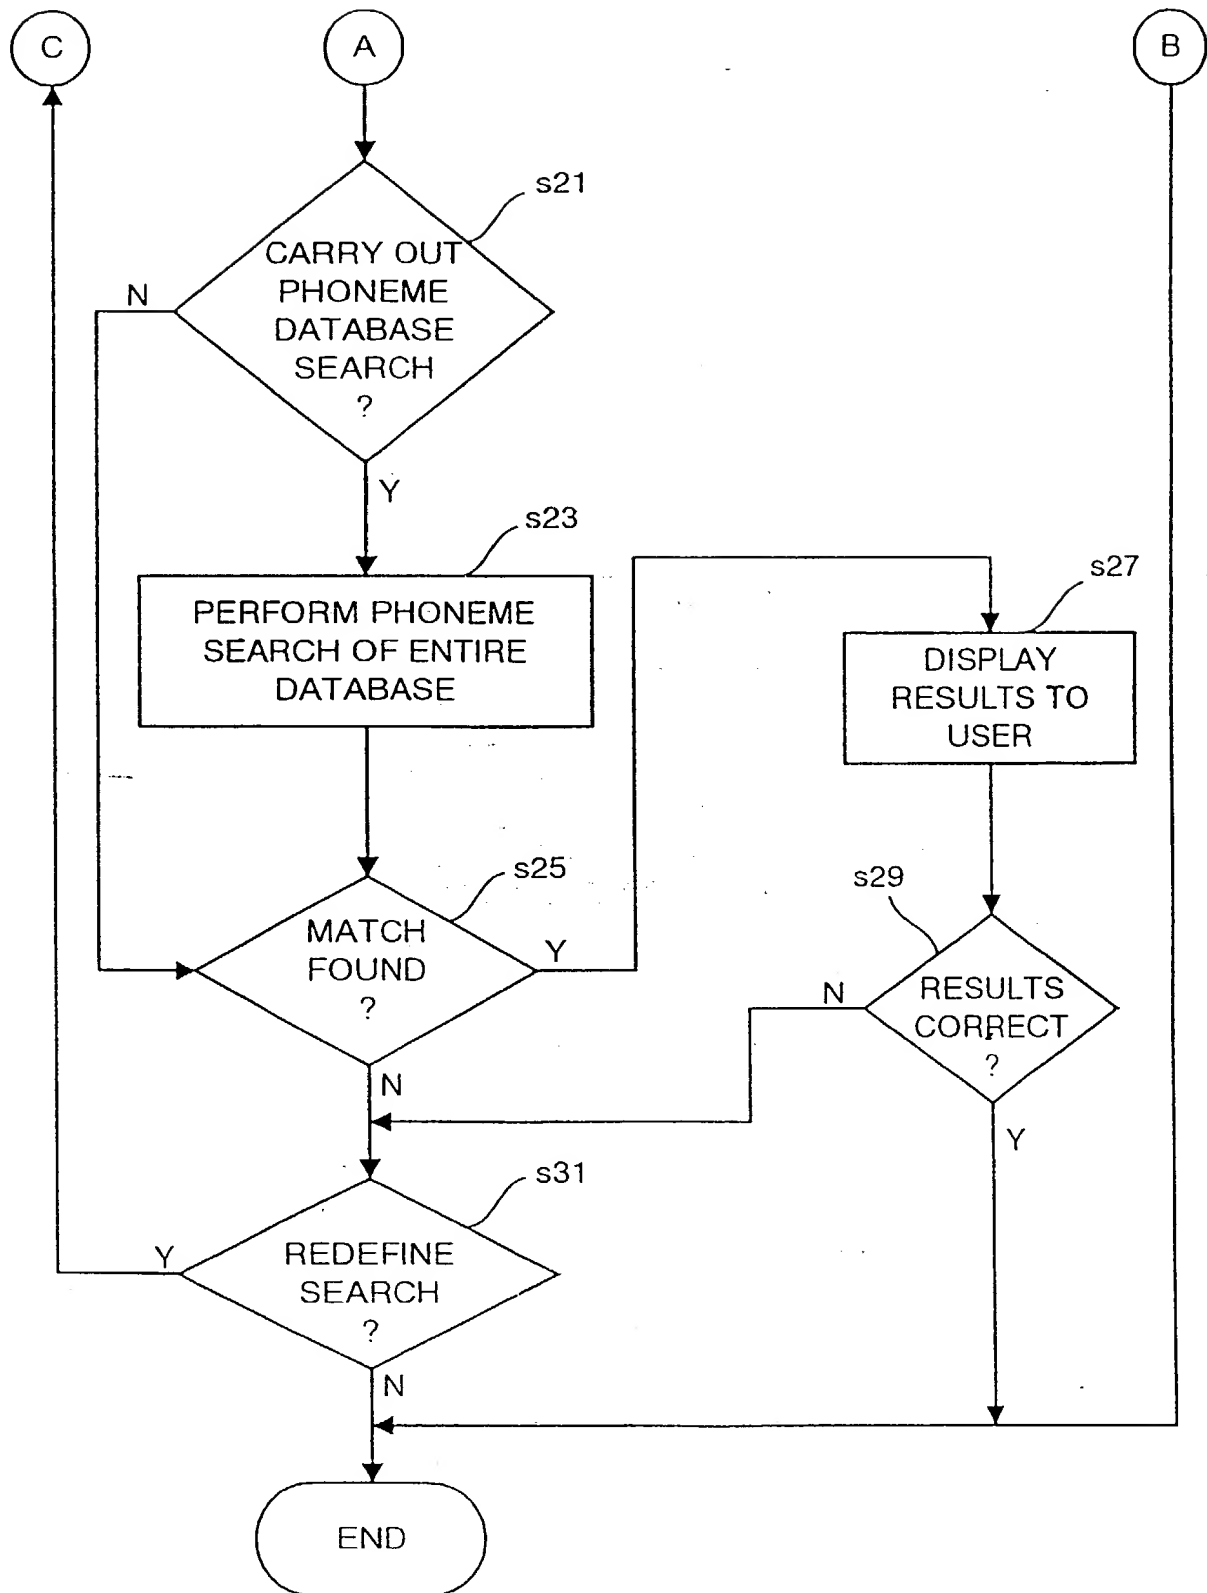 C
A
B
s21
CARRY OUT
PHONEME
DATABASE
SEARCH
?
N
Y
s23
PERFORM PHONEME
SEARCH OF ENTIRE
DATABASE
s27
DISPLAY
RESULTS TO
USER
s25
MATCH
FOUND
?
Y
N
s29
RESULTS
CORRECT
?
N
Y
s31
REDEFINE
SEARCH
?
Y
N
END